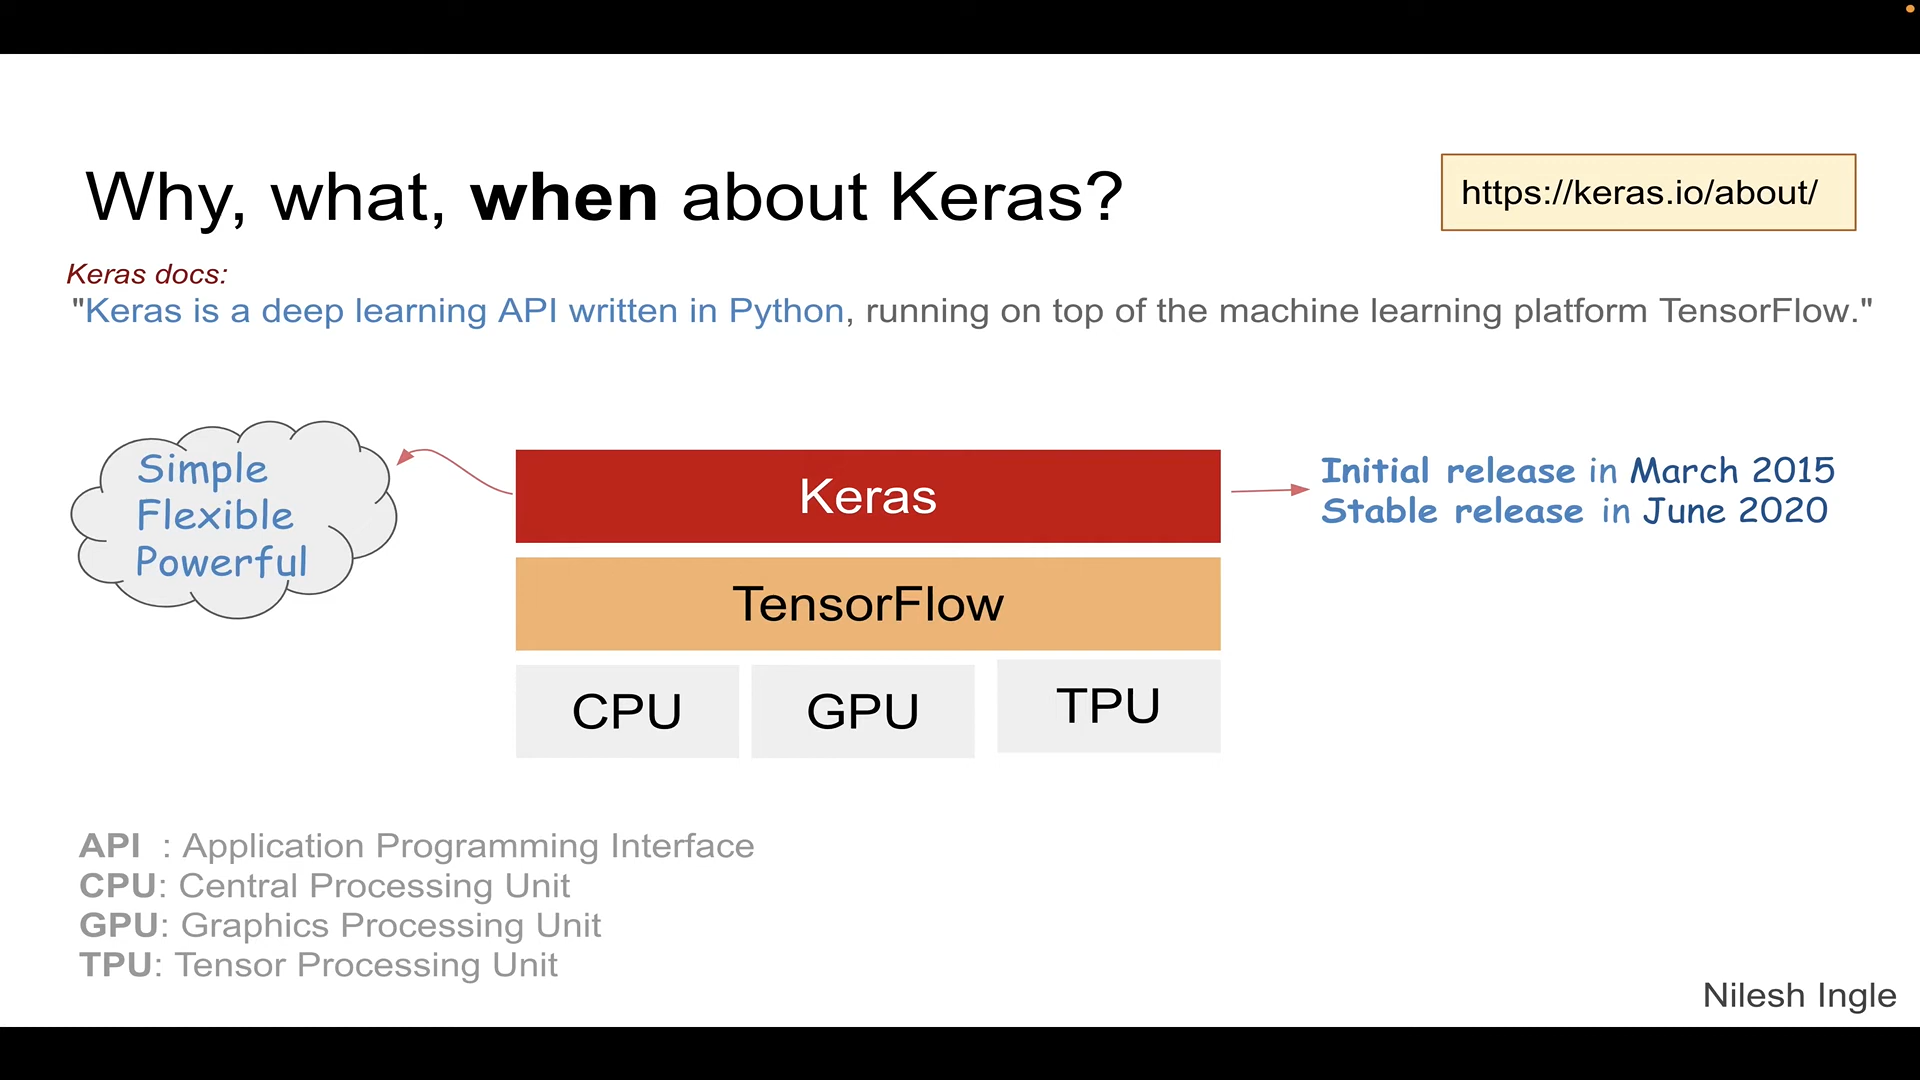 Why, what, when about Keras?
https://keras.io/about/
Keras docs:
"Keras is a deep learning API written in Python, running on top of the machine learning platform TensorFlow."
Simple
Flexible
Powerful
Keras
Initial release in March 2015
Stable release in June 2020
TensorFlow
CPU
GPU
TPU
API : Application Programming Interface
CPU: Central Processing Unit
GPU: Graphics Processing Unit
TPU: Tensor Processing Unit
Nilesh Ingle